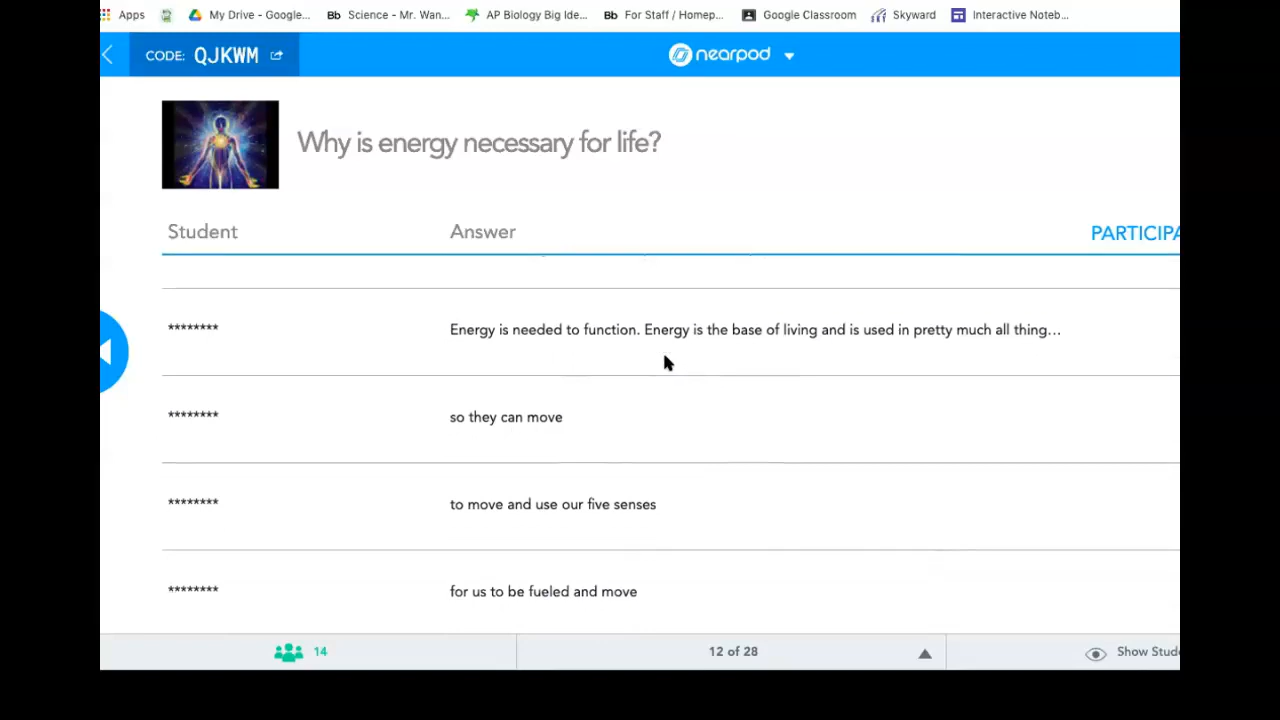 Apps My Drive - Google... Bb Science - Mr. Wan... AP Biology Big Ide... Bb For Staff / Homep... Google Classroom Skyward Interactive Noteb...
CODE: QJKWM nearpod
Why is energy necessary for life?
Student Answer PARTICIPA
******** Energy is needed to function. Energy is the base of living and is used in pretty much all thing...
******** so they can move
******** to move and use our five senses
******** for us to be fueled and move
14 12 of 28 Show Stude